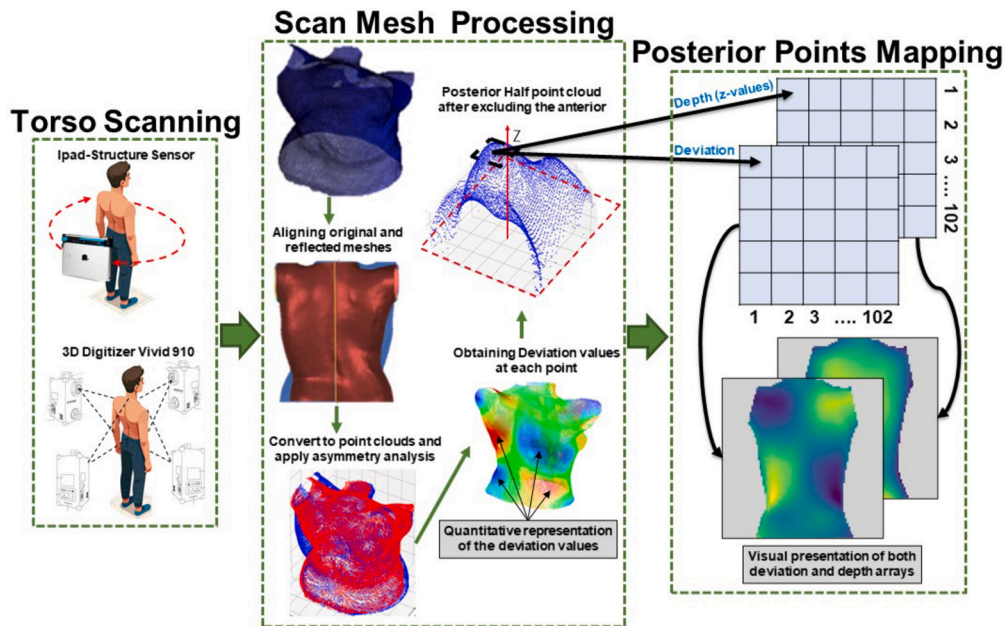 Scan Mesh Processing
Posterior Points Mapping
Torso Scanning
Ipad-Structure Sensor
3D Digitizer Vivid 910
Aligning original and
reflected meshes
Convert to point clouds and
apply asymmetry analysis
Posterior Half point cloud
after excluding the anterior
Z
Obtaining Deviation values
at each point
Quantitative representation
of the deviation values
Depth (z-values)
Deviation
1
2
3
.....
102
1 2 3 .... 102
Visual presentation of both
deviation and depth arrays